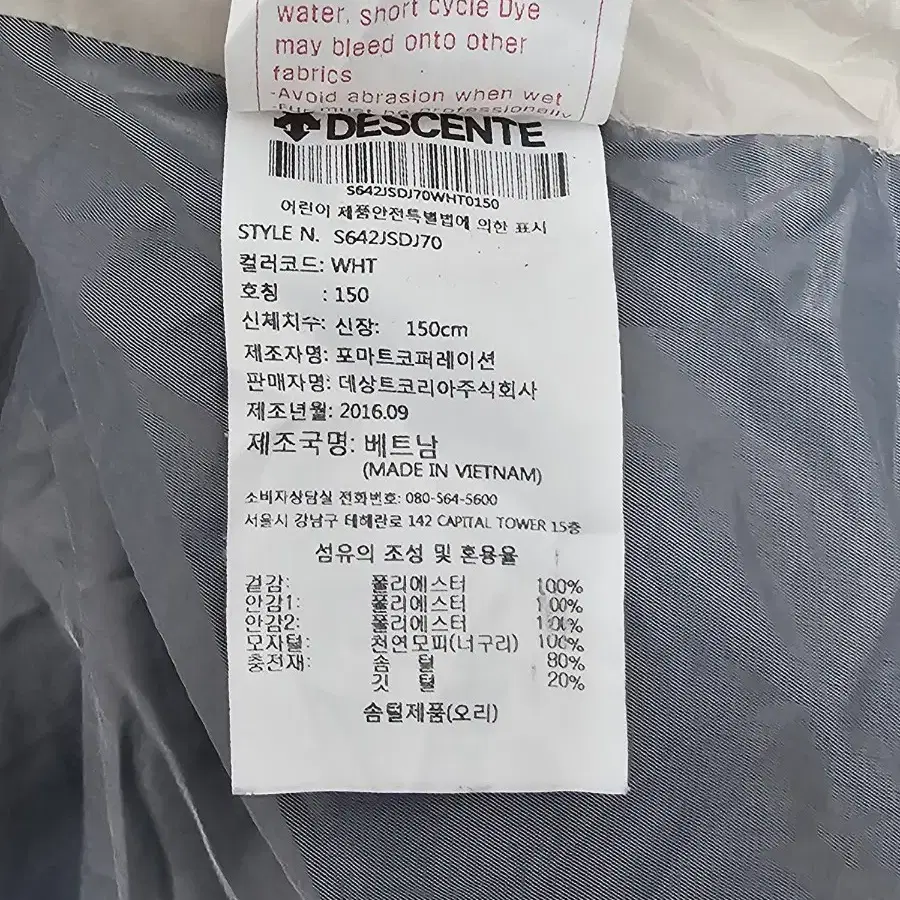 water, Short cycle Dye
may bleed onto other
fabrics
-Avoid abrasion when wet
-Fur must be professionally
DESCENTE
S642JSDJ70WHT0150
어린이 제품안전특별법에 의한 표시
STYLE N. S642JSDJ70
컬러코드: WHT
호칭 : 150
신체치수: 신장: 150cm
제조자명: 포마트코퍼레이션
판매자명: 데상트코리아주식회사
제조년월: 2016.09
제조국명: 베트남
(MADE IN VIETNAM)
소비자상담실 전화번호: 080-564-5600
서울시 강남구 테헤란로 142 CAPITAL TOWER 15층
섬유의 조성 및 혼용율
겉감: 폴리에스터 100%
안감1: 폴리에스터 100%
안감2: 폴리에스터 100%
모자털: 천연모피(너구리) 100%
충전재: 솜 털 80%
깃 털 20%
솜털제품(오리)